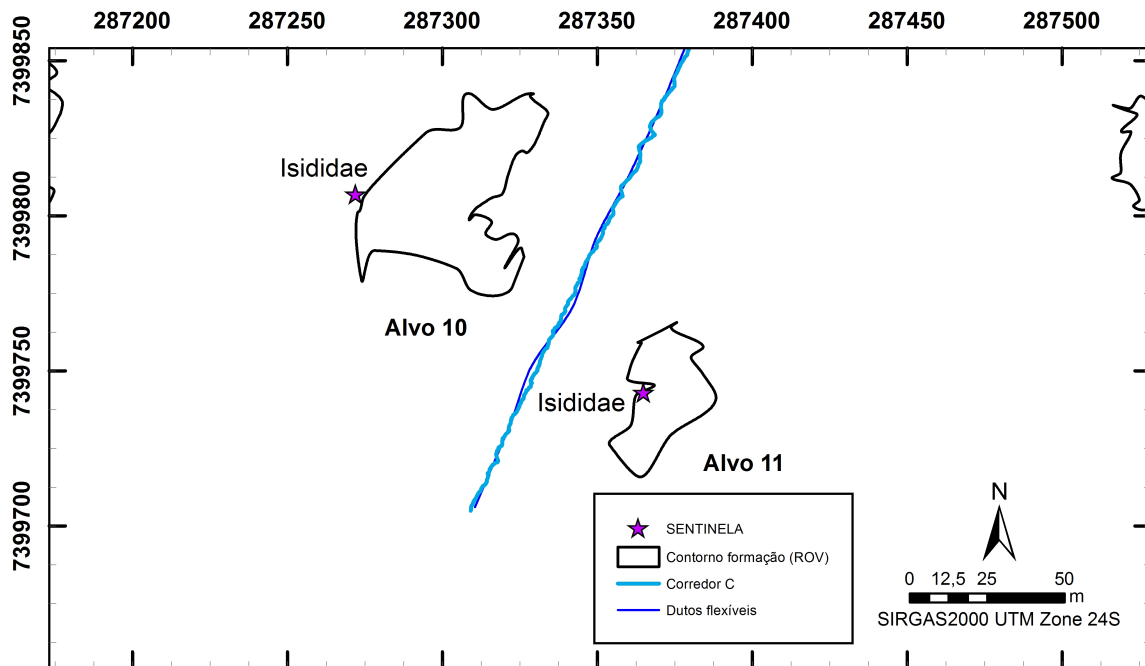 287200 287250 287300 287350 287400 287450 287500
7399850
7399800
7399750
7399700
Isididae
Alvo 10
Isididae
Alvo 11
SENTINELA
Contorno formação (ROV)
Corredor C
Dutos flexíveis
N
0 12,5 25 50
m
SIRGAS2000 UTM Zone 24S